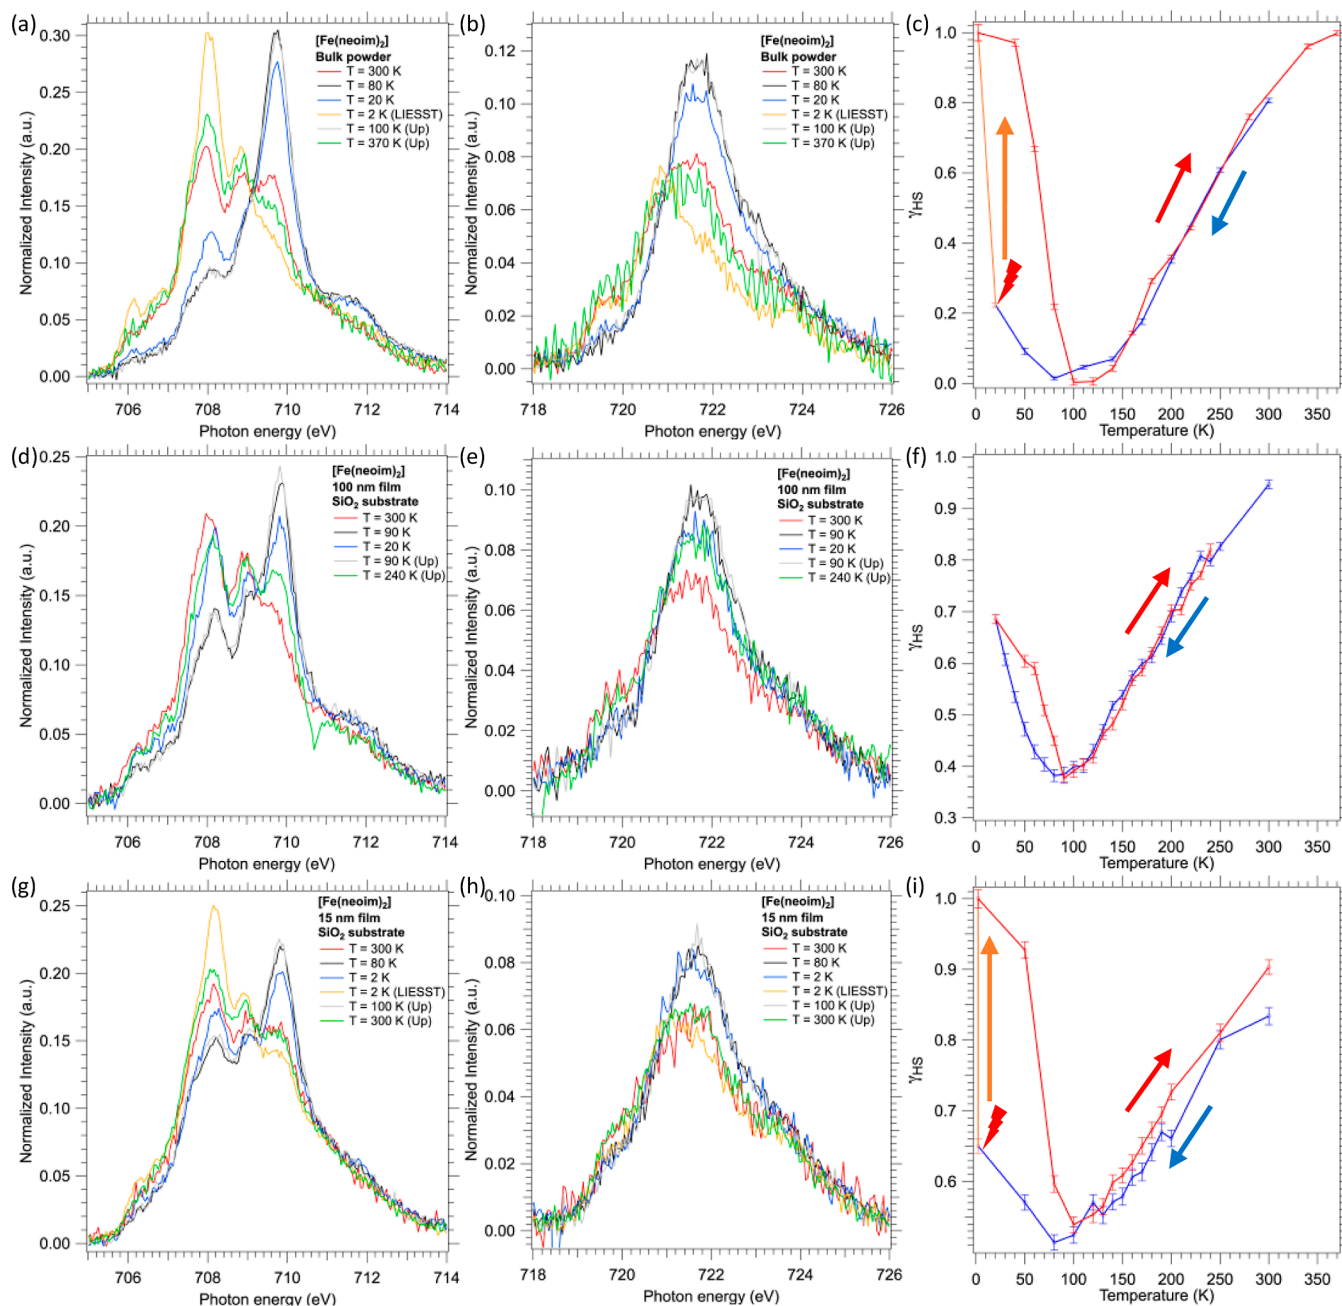 (a)
0.30
0.25
0.20
0.15
0.10
0.05
0.00
Normalized Intensity (a.u.)
[Fe(neoim)₂]
Bulk powder
T = 300 K
T = 80 K
T = 20 K
T = 2 K (LIESST)
T = 100 K (Up)
T = 370 K (Up)
706 708 710 712 714
Photon energy (eV)
(b)
0.12
0.10
0.08
0.06
0.04
0.02
0.00
Normalized Intensity (a.u.)
[Fe(neoim)₂]
Bulk powder
T = 300 K
T = 80 K
T = 20 K
T = 2 K (LIESST)
T = 100 K (Up)
T = 370 K (Up)
718 720 722 724 726
Photon energy (eV)
(c)
1.0
0.8
0.6
0.4
0.2
0.0
γHS
0 50 100 150 200 250 300 350
Temperature (K)
(d)
0.25
0.20
0.15
0.10
0.05
0.00
Normalized Intensity (a.u.)
[Fe(neoim)₂]
100 nm film
SiO₂ substrate
T = 300 K
T = 90 K
T = 20 K
T = 90 K (Up)
T = 240 K (Up)
706 708 710 712 714
Photon energy (eV)
(e)
0.10
0.08
0.06
0.04
0.02
0.00
Normalized Intensity (a.u.)
[Fe(neoim)₂]
100 nm film
SiO₂ substrate
T = 300 K
T = 90 K
T = 20 K
T = 90 K (Up)
T = 240 K (Up)
718 720 722 724 726
Photon energy (eV)
(f)
1.0
0.9
0.8
0.7
0.6
0.5
0.4
0.3
γHS
0 50 100 150 200 250 300 350
Temperature (K)
(g)
0.25
0.20
0.15
0.10
0.05
0.00
Normalized Intensity (a.u.)
[Fe(neoim)₂]
15 nm film
SiO₂ substrate
T = 300 K
T = 80 K
T = 2 K
T = 2 K (LIESST)
T = 100 K (Up)
T = 300 K (Up)
706 708 710 712 714
Photon energy (eV)
(h)
0.10
0.08
0.06
0.04
0.02
0.00
Normalized Intensity (a.u.)
[Fe(neoim)₂]
15 nm film
SiO₂ substrate
T = 300 K
T = 80 K
T = 2 K
T = 2 K (LIESST)
T = 100 K (Up)
T = 300 K (Up)
718 720 722 724 726
Photon energy (eV)
(i)
1.0
0.9
0.8
0.7
0.6
γHS
0 50 100 150 200 250 300 350
Temperature (K)